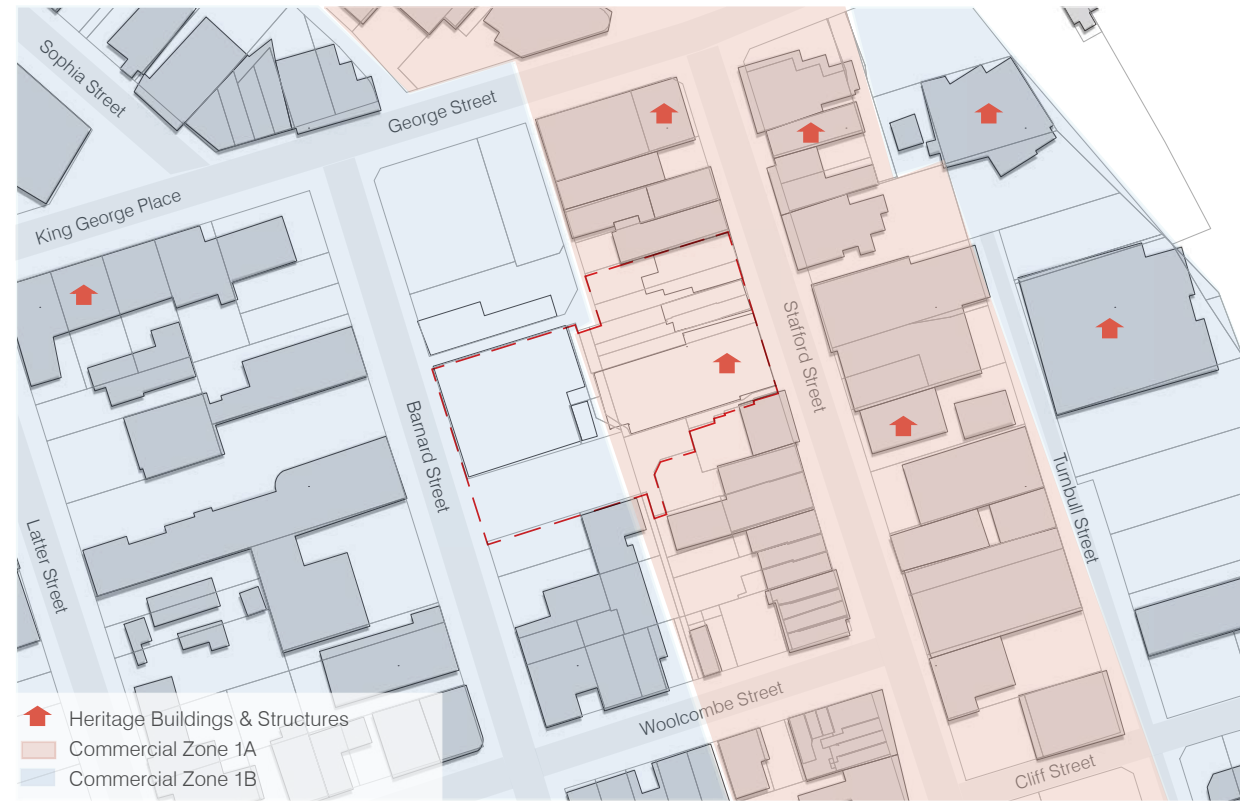 Sophia Street
George Street
King George Place
Stafford Street
Barnard Street
Turnbull Street
Latter Street
Woolcombe Street
Cliff Street
Heritage Buildings & Structures
Commercial Zone 1A
Commercial Zone 1B